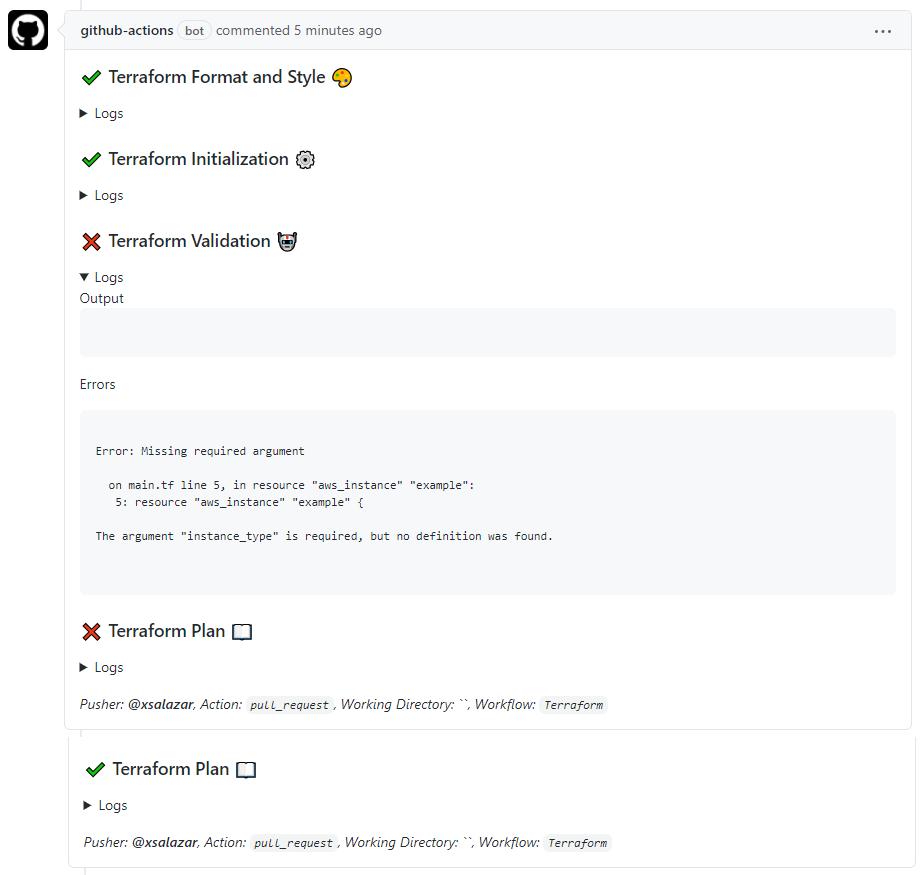 github-actions bot commented 5 minutes ago
Terraform Format and Style
Logs
Terraform Initialization
Logs
Terraform Validation
Logs
Output
Errors
Error: Missing required argument
on main.tf line 5, in resource "aws_instance" "example":
5: resource "aws_instance" "example" {
The argument "instance_type" is required, but no definition was found.
Terraform Plan
Logs
Pusher: @xsalazar, Action: pull_request, Working Directory: ``, Workflow: Terraform
Terraform Plan
Logs
Pusher: @xsalazar, Action: pull_request, Working Directory: ``, Workflow: Terraform